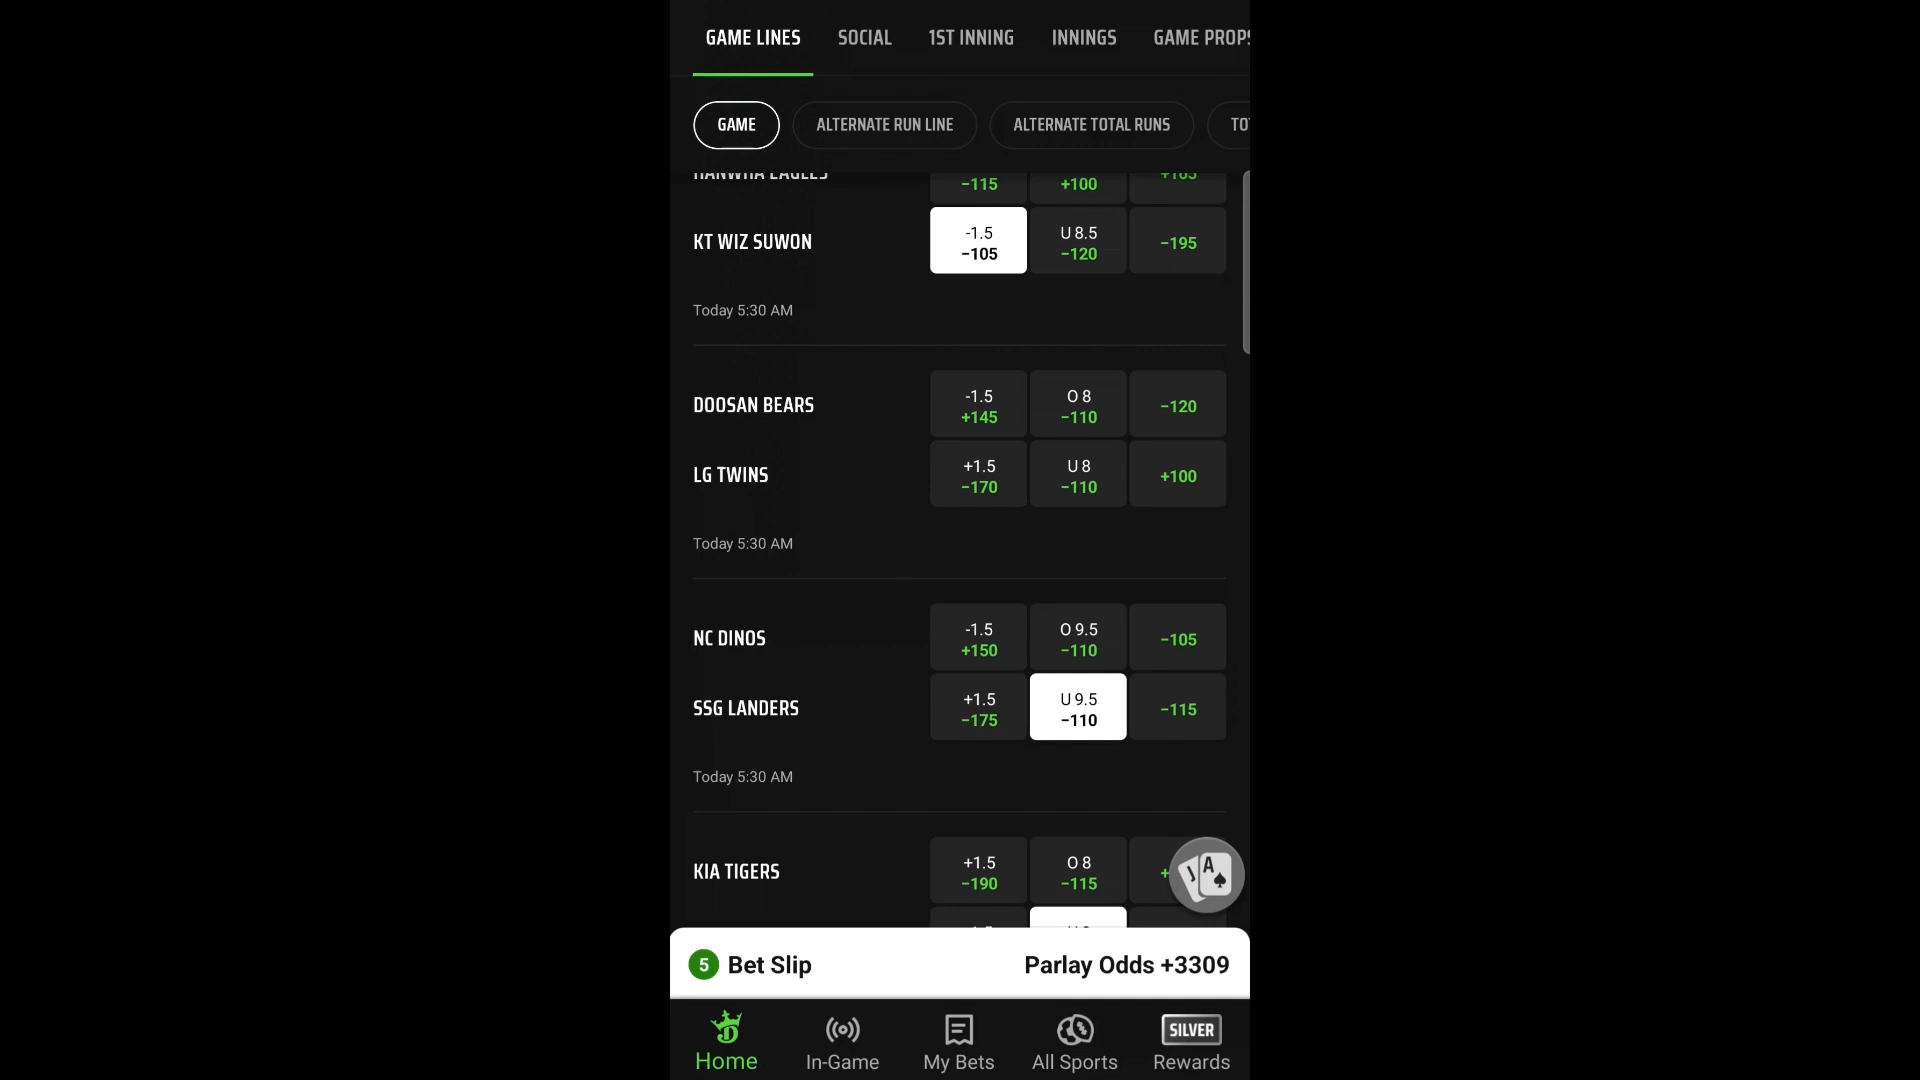 GAME LINES SOCIAL 1ST INNING INNINGS GAME PROPS
GAME ALTERNATE RUN LINE ALTERNATE TOTAL RUNS
HANWHA EAGLES −115 +100 +165
KT WIZ SUWON
-1.5 U 8.5
−105 −120 −195
Today 5:30 AM
DOOSAN BEARS
-1.5 O 8
+145 −110 −120
LG TWINS
+1.5 U 8
−170 −110 +100
Today 5:30 AM
NC DINOS
-1.5 O 9.5
+150 −110 −105
SSG LANDERS
+1.5 U 9.5
−175 −110 −115
Today 5:30 AM
KIA TIGERS
+1.5 O 8
−190 −115 +
J A
5 Bet Slip Parlay Odds +3309
Home In-Game My Bets All Sports SILVER Rewards